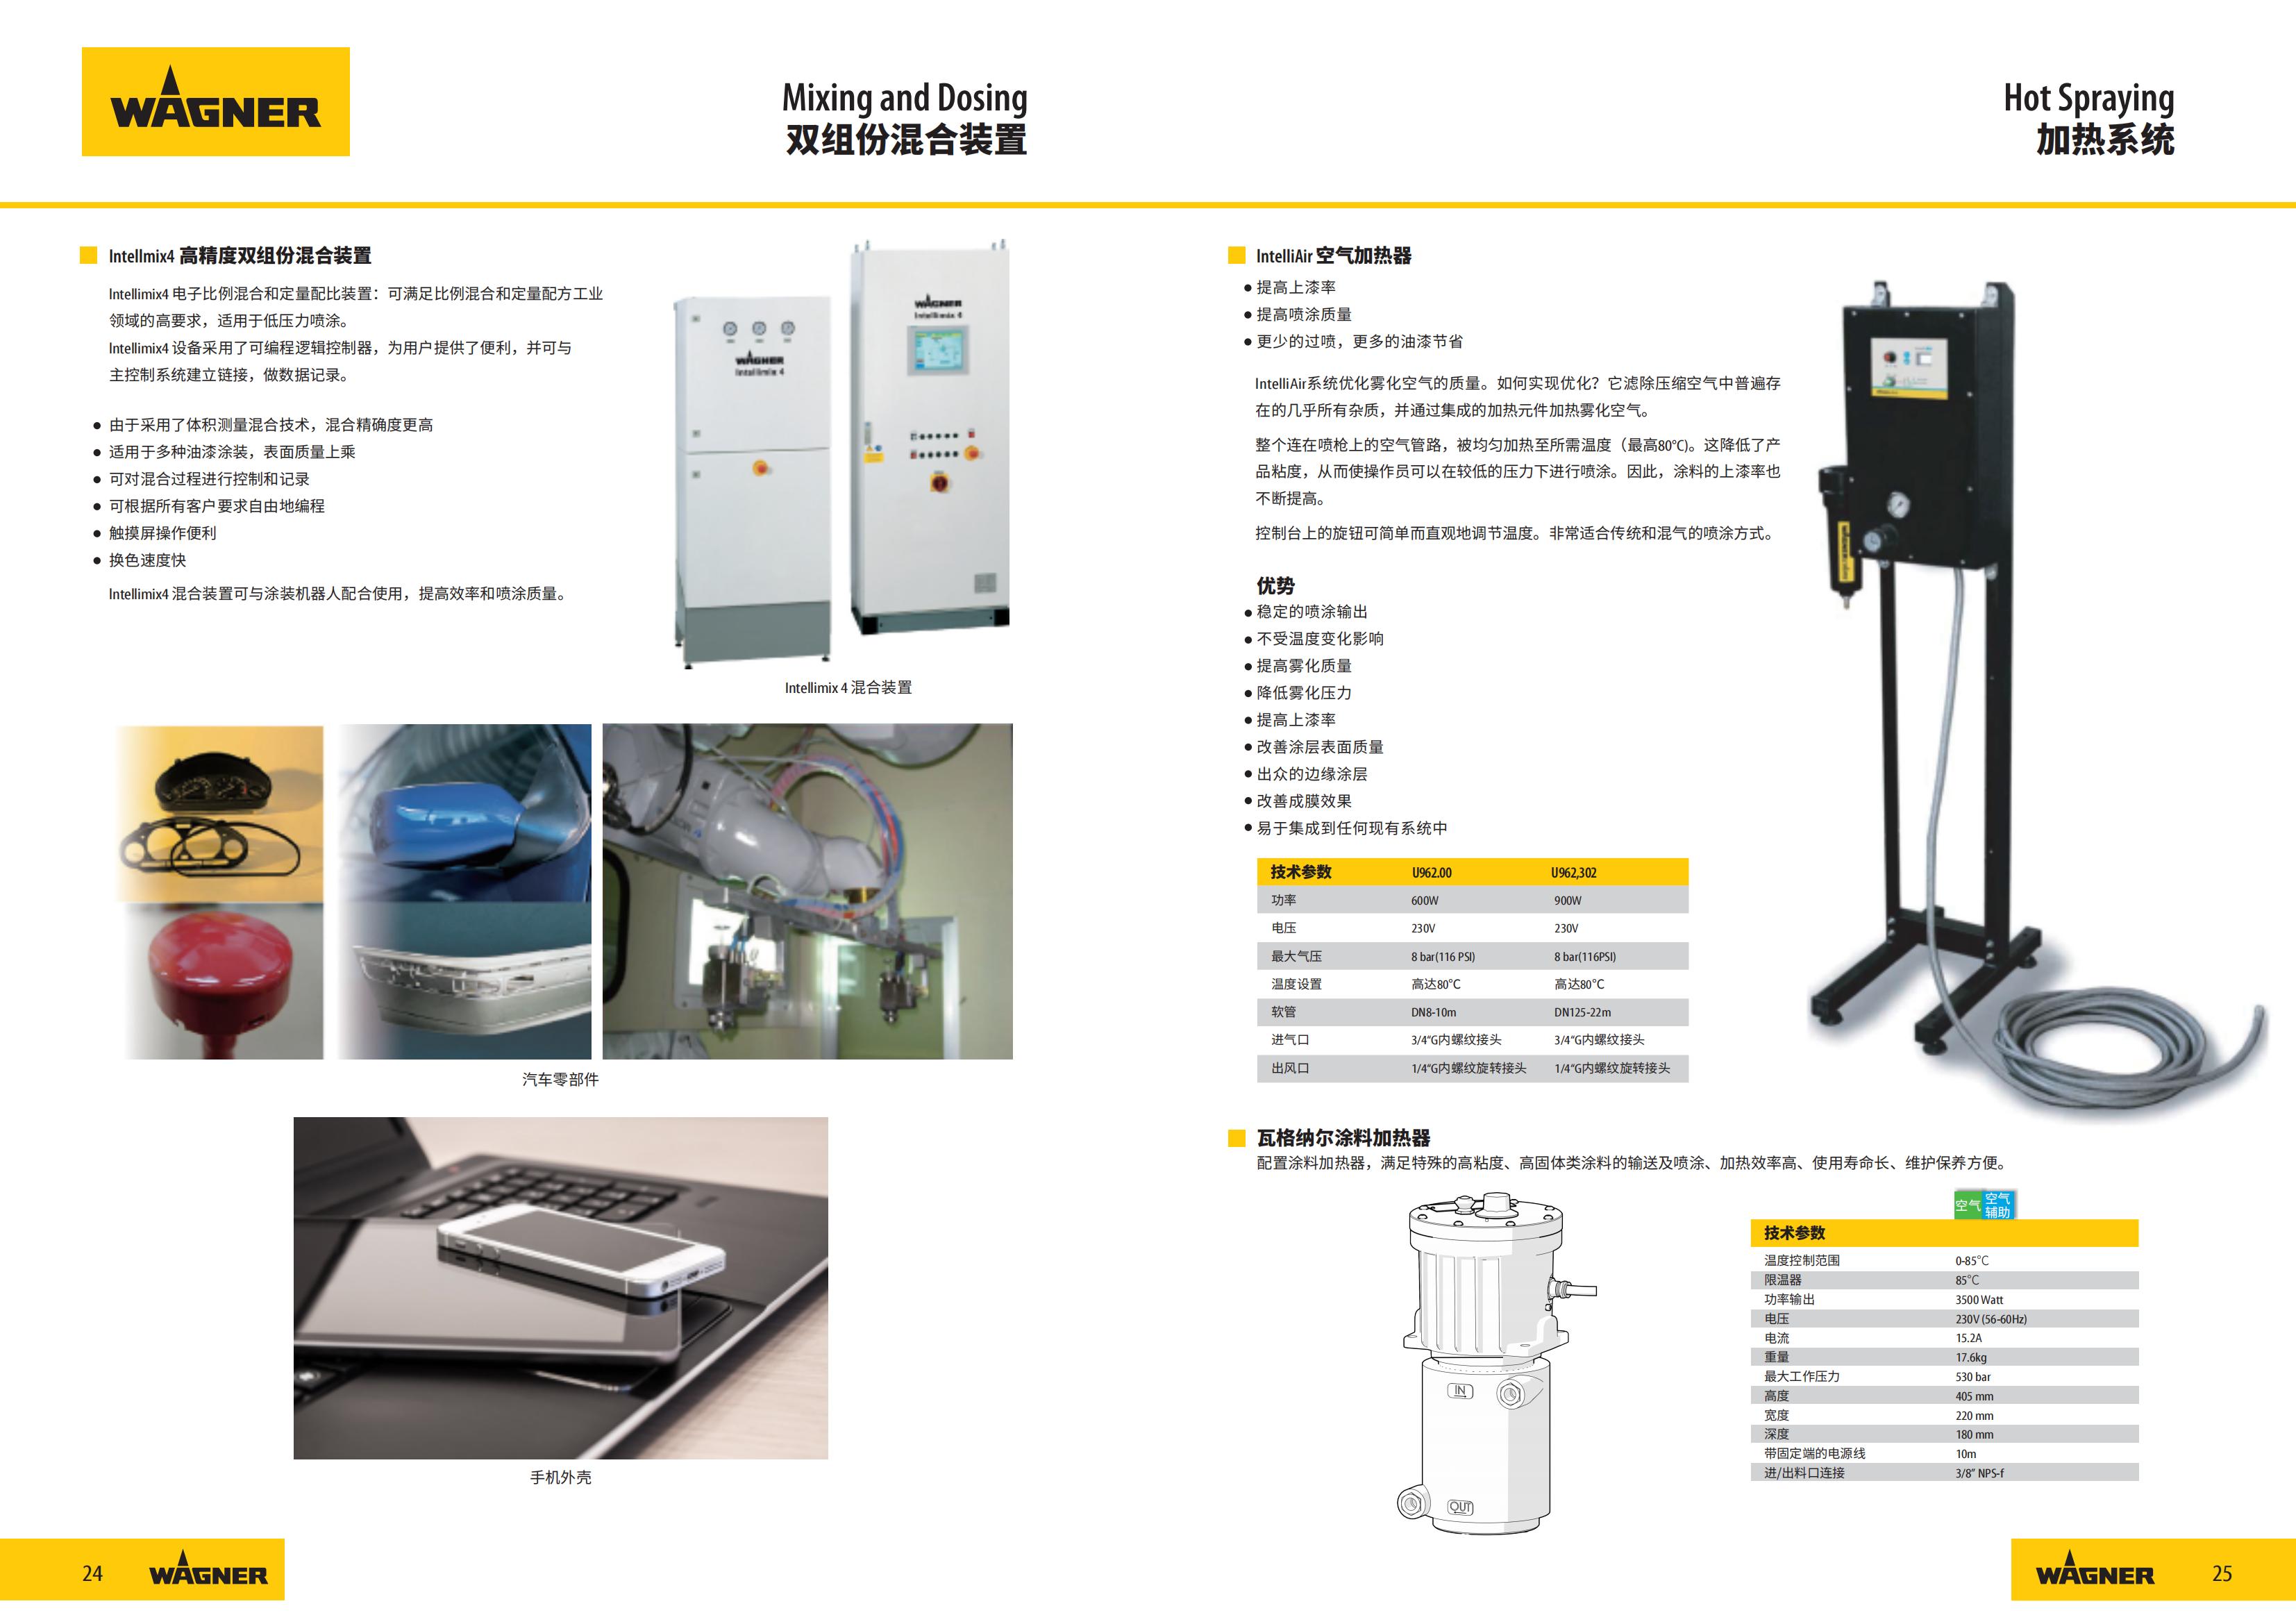 WAGNER
Mixing and Dosing
双组份混合装置
Intellmix4 高精度双组份混合装置
Intellimix4 电子比例混合和定量配比装置：可满足比例混合和定量配方工业
领域的高要求，适用于低压力喷涂。
Intellimix4 设备采用了可编程逻辑控制器，为用户提供了便利，并可与
主控制系统建立链接，做数据记录。
● 由于采用了体积测量混合技术，混合精确度更高
● 适用于多种油漆涂装，表面质量上乘
● 可对混合过程进行控制和记录
● 可根据所有客户要求自由地编程
● 触摸屏操作便利
● 换色速度快
Intellimix4 混合装置可与涂装机器人配合使用，提高效率和喷涂质量。
WAGNER
Intellimix 4
WAGNER
Intellimix 4
Intellimix 4 混合装置
汽车零部件
手机外壳
24
WAGNER
Hot Spraying
加热系统
IntelliAir 空气加热器
● 提高上漆率
● 提高喷涂质量
● 更少的过喷，更多的油漆节省
IntelliAir系统优化雾化空气的质量。如何实现优化？它滤除压缩空气中普遍存
在的几乎所有杂质，并通过集成的加热元件加热雾化空气。
整个连在喷枪上的空气管路，被均匀加热至所需温度（最高80°C)。这降低了产
品粘度，从而使操作员可以在较低的压力下进行喷涂。因此，涂料的上漆率也
不断提高。
控制台上的旋钮可简单而直观地调节温度。非常适合传统和混气的喷涂方式。
优势
● 稳定的喷涂输出
● 不受温度变化影响
● 提高雾化质量
● 降低雾化压力
● 提高上漆率
● 改善涂层表面质量
● 出众的边缘涂层
● 改善成膜效果
● 易于集成到任何现有系统中
技术参数 U962.00 U962,302
功率 600W 900W
电压 230V 230V
最大气压 8 bar(116 PSI) 8 bar(116PSI)
温度设置 高达80°C 高达80°C
软管 DN8-10m DN125-22m
进气口 3/4“G内螺纹接头 3/4“G内螺纹接头
出风口 1/4“G内螺纹旋转接头 1/4“G内螺纹旋转接头
瓦格纳尔涂料加热器
配置涂料加热器，满足特殊的高粘度、高固体类涂料的输送及喷涂、加热效率高、使用寿命长、维护保养方便。
IN
OUT
空气 空气
辅助
技术参数
温度控制范围 0-85°C
限温器 85°C
功率输出 3500 Watt
电压 230V (56-60Hz)
电流 15.2A
重量 17.6kg
最大工作压力 530 bar
高度 405 mm
宽度 220 mm
深度 180 mm
带固定端的电源线 10m
进/出料口连接 3/8” NPS-f
WAGNER
25